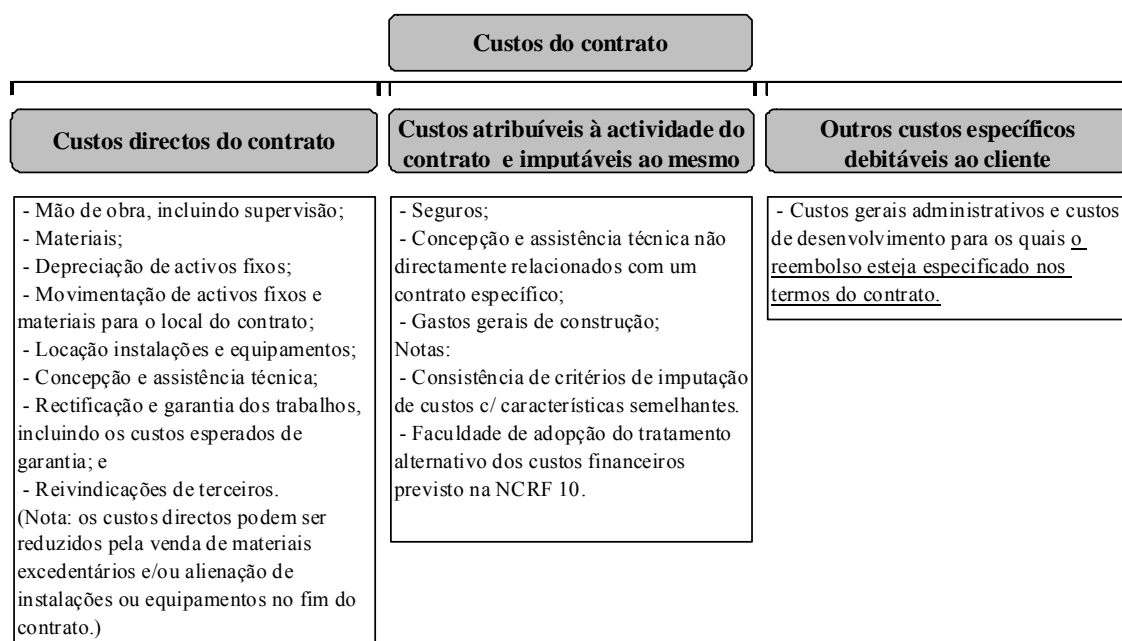 Custos do contrato
Custos directos do contrato
- Mão de obra, incluindo supervisão;
- Materiais;
- Depreciação de activos fixos;
- Movimentação de activos fixos e
materiais para o local do contrato;
- Locação instalações e equipamentos;
- Concepção e assistência técnica;
- Rectificação e garantia dos trabalhos,
incluindo os custos esperados de
garantia; e
- Reivindicações de terceiros.
(Nota: os custos directos podem ser
reduzidos pela venda de materiais
excedentários e/ou alienação de
instalações ou equipamentos no fim do
contrato.)
Custos atribuíveis à actividade do
contrato e imputáveis ao mesmo
- Seguros;
- Concepção e assistência técnica não
directamente relacionados com um
contrato específico;
- Gastos gerais de construção;
Notas:
- Consistência de critérios de imputação
de custos c/ características semelhantes.
- Faculdade de adopção do tratamento
alternativo dos custos financeiros
previsto na NCRF 10.
Outros custos específicos
debitáveis ao cliente
- Custos gerais administrativos e custos
de desenvolvimento para os quais o
reembolso esteja especificado nos
termos do contrato.